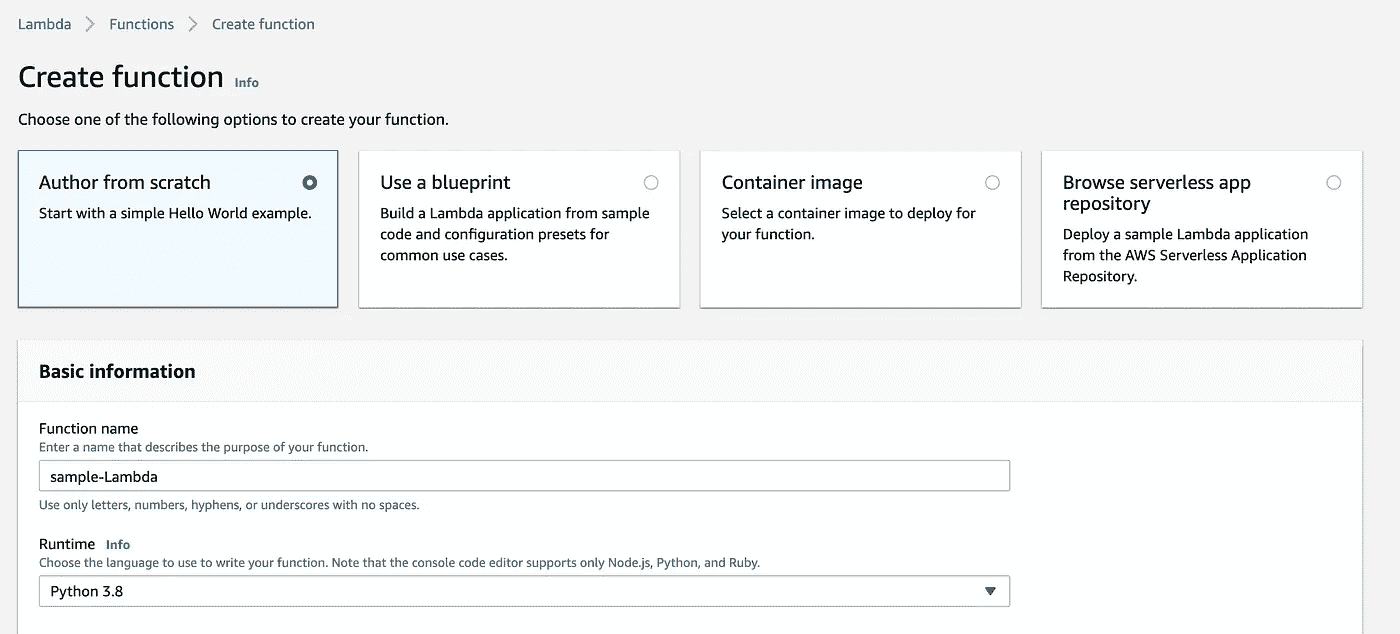 Lambda > Functions > Create function
Create function Info
Choose one of the following options to create your function.
Author from scratch
Start with a simple Hello World example.
Use a blueprint
Build a Lambda application from sample
code and configuration presets for
common use cases.
Container image
Select a container image to deploy for
your function.
Browse serverless app
repository
Deploy a sample Lambda application
from the AWS Serverless Application
Repository.
Basic information
Function name
Enter a name that describes the purpose of your function.
sample-Lambda
Use only letters, numbers, hyphens, or underscores with no spaces.
Runtime Info
Choose the language to use to write your function. Note that the console code editor supports only Node.js, Python, and Ruby.
Python 3.8